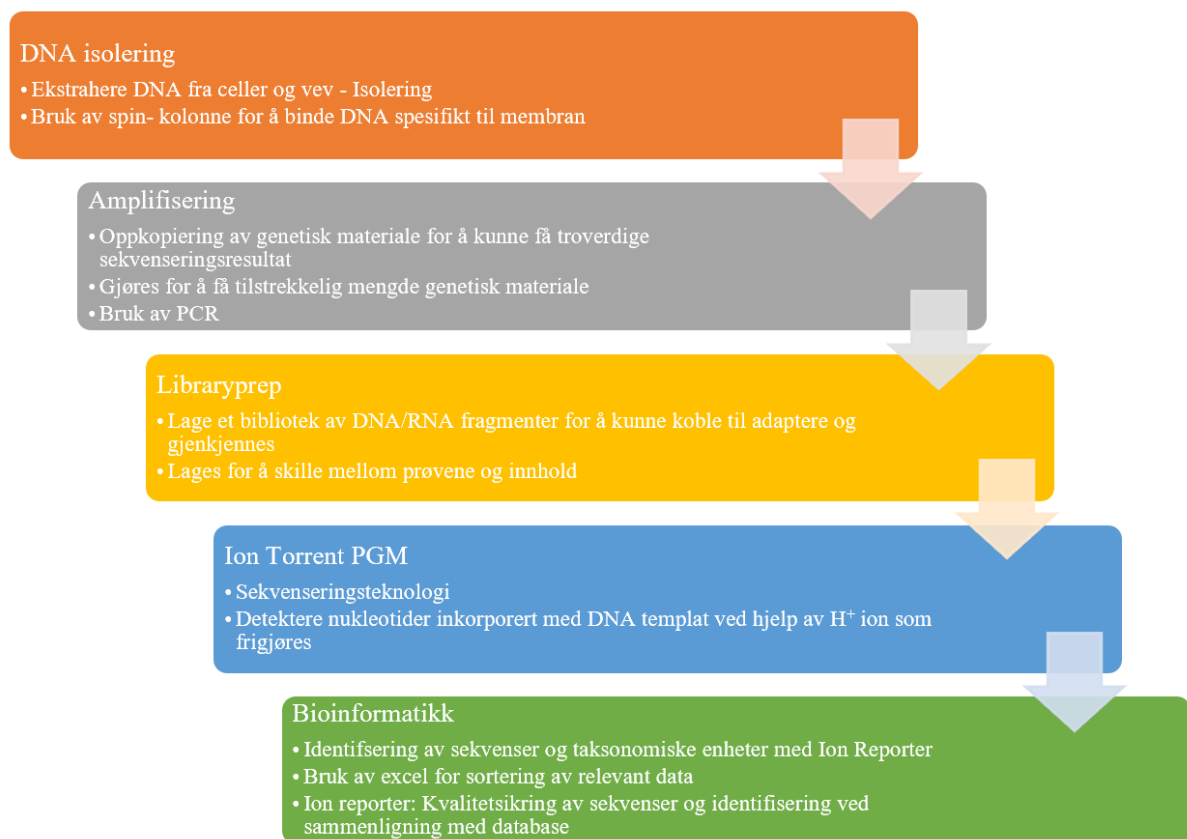 DNA isolering
• Ekstrahere DNA fra celler og vev - Isolering
• Bruk av spin- kolonne for å binde DNA spesifikt til membran
Amplifisering
• Oppkopiering av genetisk materiale for å kunne få troverdige
sekvenseringsresultat
• Gjøres for å få tilstrekkelig mengde genetisk materiale
• Bruk av PCR
Libraryprep
• Lage et bibliotek av DNA/RNA fragmenter for å kunne koble til adaptere og
gjenkjennes
• Lages for å skille mellom prøvene og innhold
Ion Torrent PGM
• Sekvenseringsteknologi
• Detektere nukleotider inkorporert med DNA templat ved hjelp av H⁺ ion som
frigjøres
Bioinformatikk
• Identifsering av sekvenser og taksonomiske enheter med Ion Reporter
• Bruk av excel for sortering av relevant data
• Ion reporter: Kvalitetsikring av sekvenser og identifisering ved
sammenligning med database